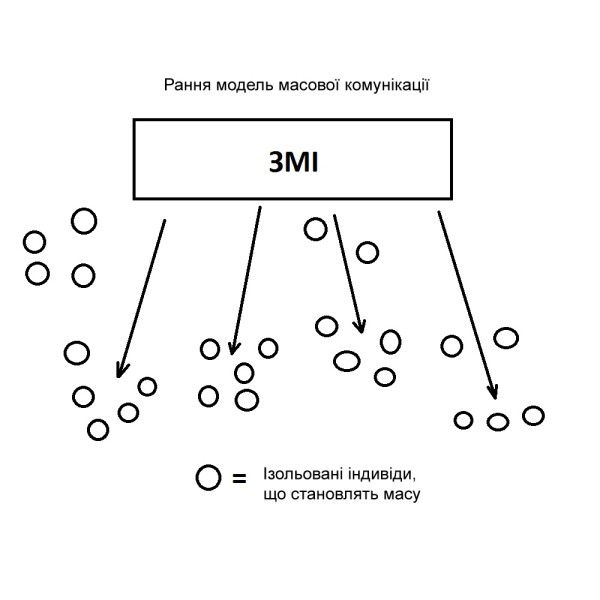 Рання модель масової комунікації
ЗМІ
= Ізольовані індивіди,
що становлять масу